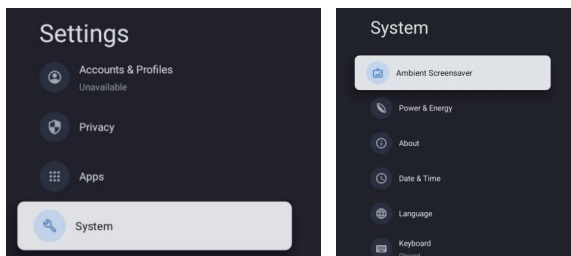 Settings
Accounts & Profiles
Unavailable
Privacy
Apps
System
System
Ambient Screensaver
Power & Energy
About
Date & Time
Language
Keyboard